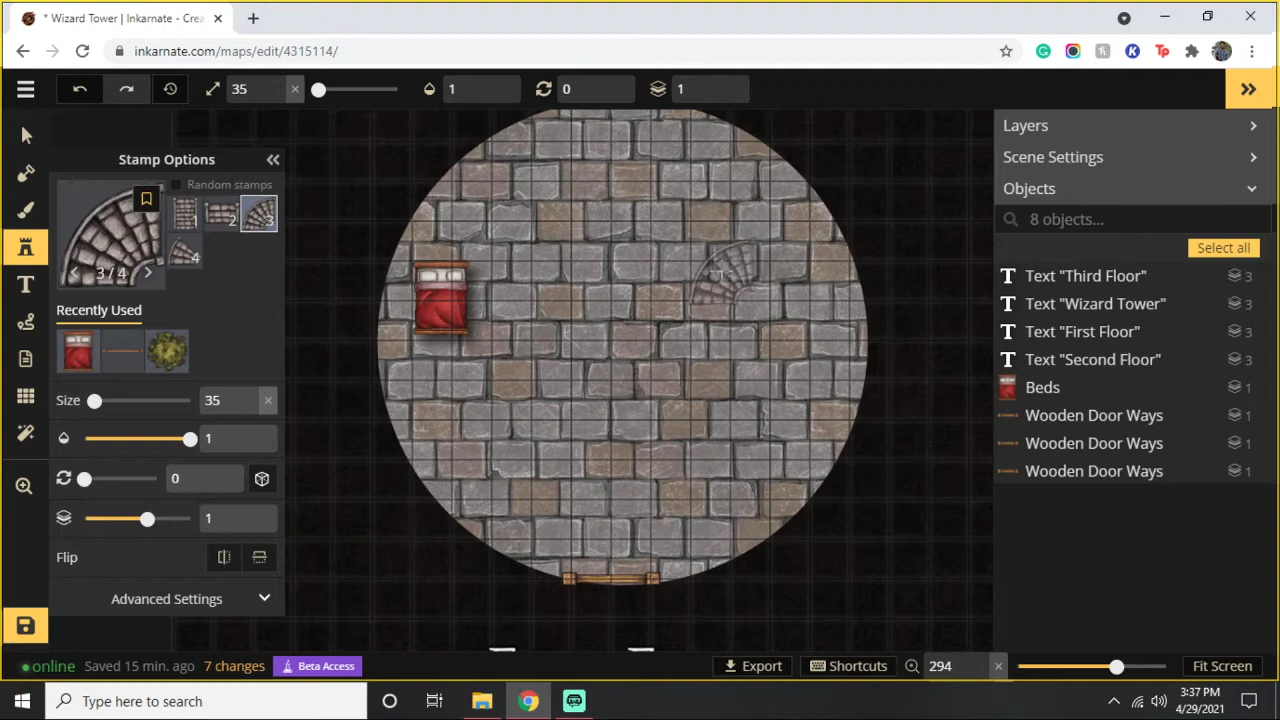 * Wizard Tower | Inkarnate - Crea
inkarnate.com/maps/edit/4315114/
35
1
0
1
Stamp Options
Random stamps
1
2
3
3 / 4
4
Recently Used
Size
35
1
0
1
Flip
Advanced Settings
Layers
Scene Settings
Objects
8 objects...
Select all
Text "Third Floor"
3
Text "Wizard Tower"
3
Text "First Floor"
3
Text "Second Floor"
3
Beds
1
Wooden Door Ways
1
Wooden Door Ways
1
Wooden Door Ways
1
online
Saved 15 min. ago
7 changes
Beta Access
Export
Shortcuts
294
Fit Screen
Type here to search
3:37 PM
4/29/2021